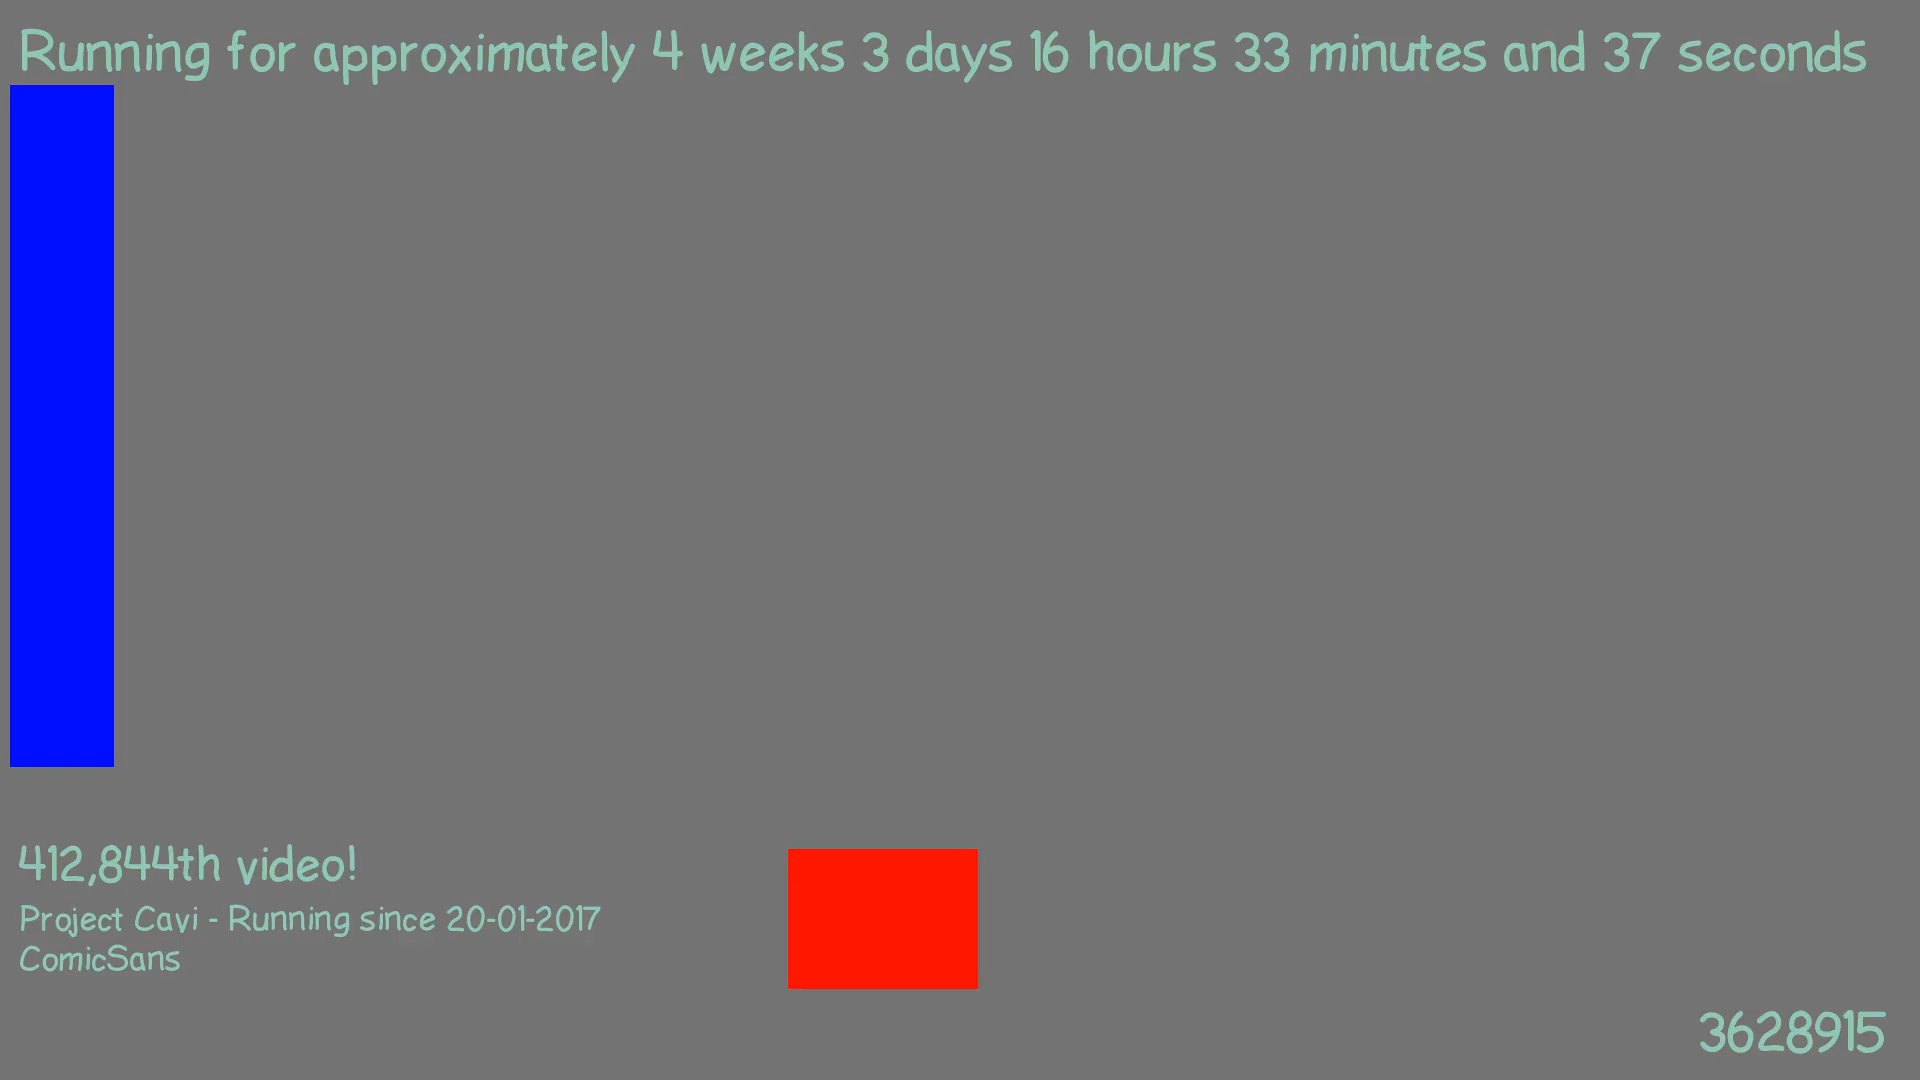 Running for approximately 4 weeks 3 days 16 hours 33 minutes and 37 seconds
412,844th video!
Project Cavi - Running since 20-01-2017
ComicSans
3628915